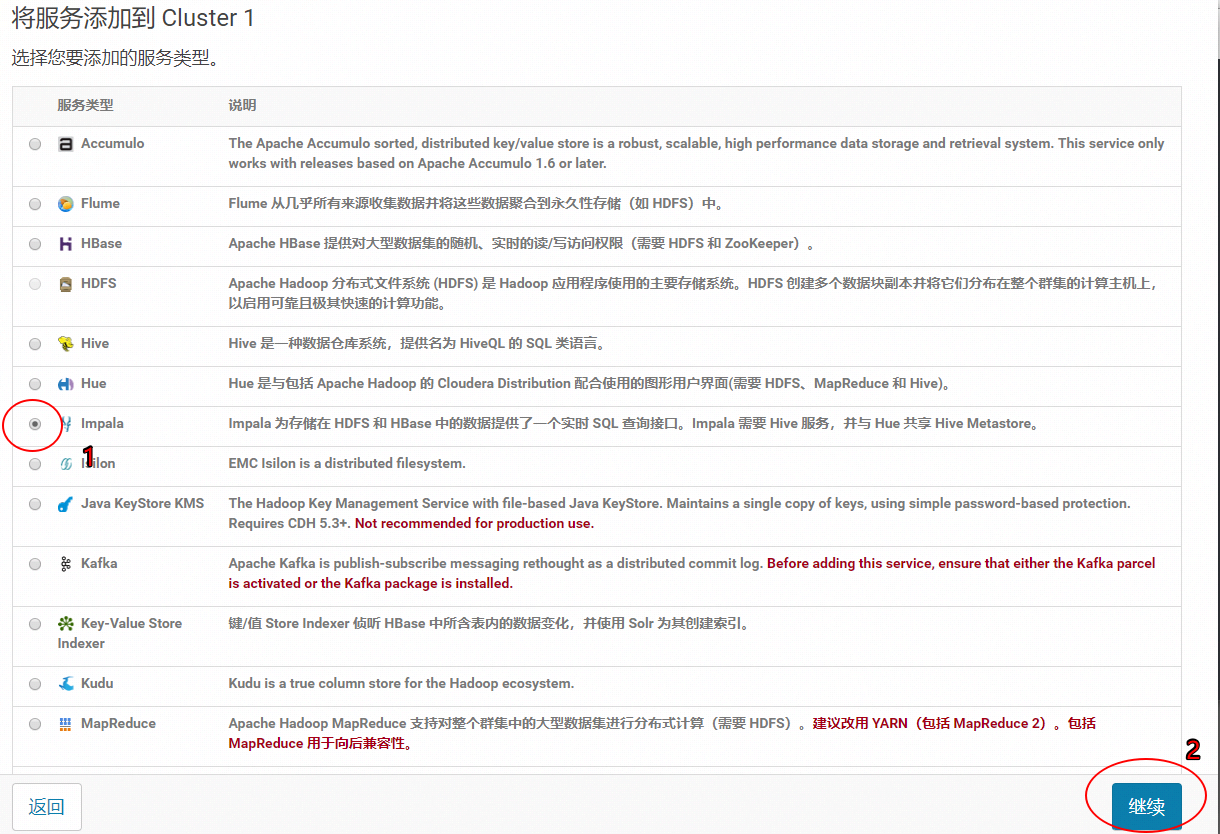 将服务添加到 Cluster 1
选择您要添加的服务类型。
服务类型 说明
Accumulo The Apache Accumulo sorted, distributed key/value store is a robust, scalable, high performance data storage and retrieval system. This service only
works with releases based on Apache Accumulo 1.6 or later.
Flume Flume 从几乎所有来源收集数据并将这些数据聚合到永久性存储（如 HDFS）中。
HBase Apache HBase 提供对大型数据集的随机、实时的读/写访问权限（需要 HDFS 和 ZooKeeper）。
HDFS Apache Hadoop 分布式文件系统 (HDFS) 是 Hadoop 应用程序使用的主要存储系统。HDFS 创建多个数据块副本并将它们分布在整个群集的计算主机上，
以启用可靠且极其快速的计算功能。
Hive Hive 是一种数据仓库系统，提供名为 HiveQL 的 SQL 类语言。
Hue Hue 是与包括 Apache Hadoop 的 Cloudera Distribution 配合使用的图形用户界面(需要 HDFS、MapReduce 和 Hive)。
Impala Impala 为存储在 HDFS 和 HBase 中的数据提供了一个实时 SQL 查询接口。Impala 需要 Hive 服务，并与 Hue 共享 Hive Metastore。
1
Isilon EMC Isilon is a distributed filesystem.
Java KeyStore KMS The Hadoop Key Management Service with file-based Java KeyStore. Maintains a single copy of keys, using simple password-based protection.
Requires CDH 5.3+. Not recommended for production use.
Kafka Apache Kafka is publish-subscribe messaging rethought as a distributed commit log. Before adding this service, ensure that either the Kafka parcel
is activated or the Kafka package is installed.
Key-Value Store 键/值 Store Indexer 侦听 HBase 中所含表内的数据变化，并使用 Solr 为其创建索引。
Indexer
Kudu Kudu is a true column store for the Hadoop ecosystem.
MapReduce Apache Hadoop MapReduce 支持对整个群集中的大型数据集进行分布式计算（需要 HDFS）。建议改用 YARN（包括 MapReduce 2）。包括
MapReduce 用于向后兼容性。
2
返回 继续